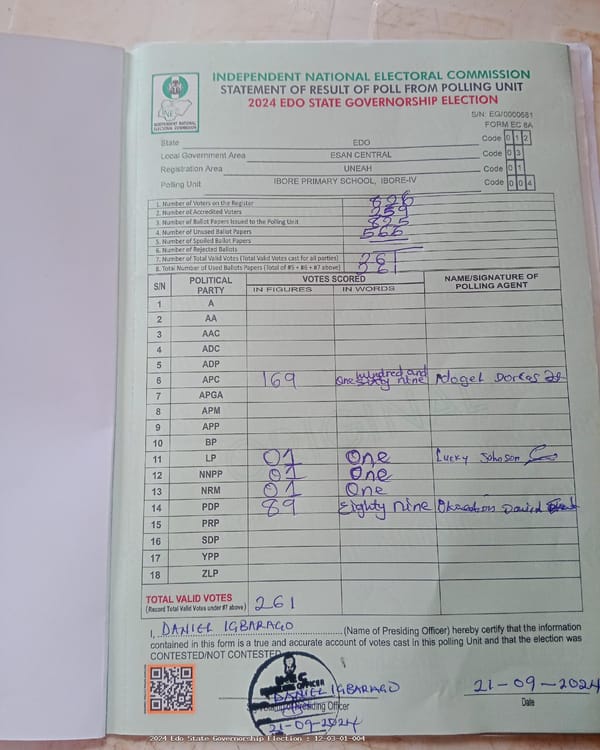 INDEPENDENT NATIONAL ELECTORAL COMMISSION
STATEMENT OF RESULT OF POLL FROM POLLING UNIT
2024 EDO STATE GOVERNORSHIP ELECTION
INDEPENDENT NATIONAL ELECTORAL COMMISSION
S/N: EG/0000681
FORM EC 8A
State EDO Code 0 1 2
Local Government Area ESAN CENTRAL Code 0 3
Registration Area UNEAH Code 0 1
Polling Unit IBORE PRIMARY SCHOOL, IBORE-IV Code 0 0 4
1. Number of Voters on the Register
2. Number of Accredited Voters 259
3. Number of Ballot Papers Issued to the Polling Unit
4. Number of Unused Ballot Papers
5. Number of Spoiled Ballot Papers
6. Number of Rejected Ballots
7. Number of Total Valid Votes (Total Valid Votes cast for all parties) 261
8. Total Number of Used Ballots Papers (Total of #5 + #6 + #7 above) 261
S/N POLITICAL PARTY VOTES SCORED NAME/SIGNATURE OF POLLING AGENT
IN FIGURES IN WORDS
1 A
2 AA
3 AAC
4 ADC
5 ADP
6 APC 169 One hundred and sixty nine Dorcas
7 APGA
8 APM
9 APP
10 BP
11 LP 01 One Lucky Johnson
12 NNPP 01 One
13 NRM 01 One
14 PDP 89 Eighty nine David
15 PRP
16 SDP
17 YPP
18 ZLP
TOTAL VALID VOTES 261
(Record Total Valid Votes under #7 above)
I, DANIEL IGBARAGO (Name of Presiding Officer) hereby certify that the information
contained in this form is a true and accurate account of votes cast in this polling Unit and that the election was
CONTESTED/NOT CONTESTED
DANIEL IGBARAGO 21-09-2024
Presiding Officer Date
21-09-2024
2024 Edo State Governorship Election : 12-03-01-004